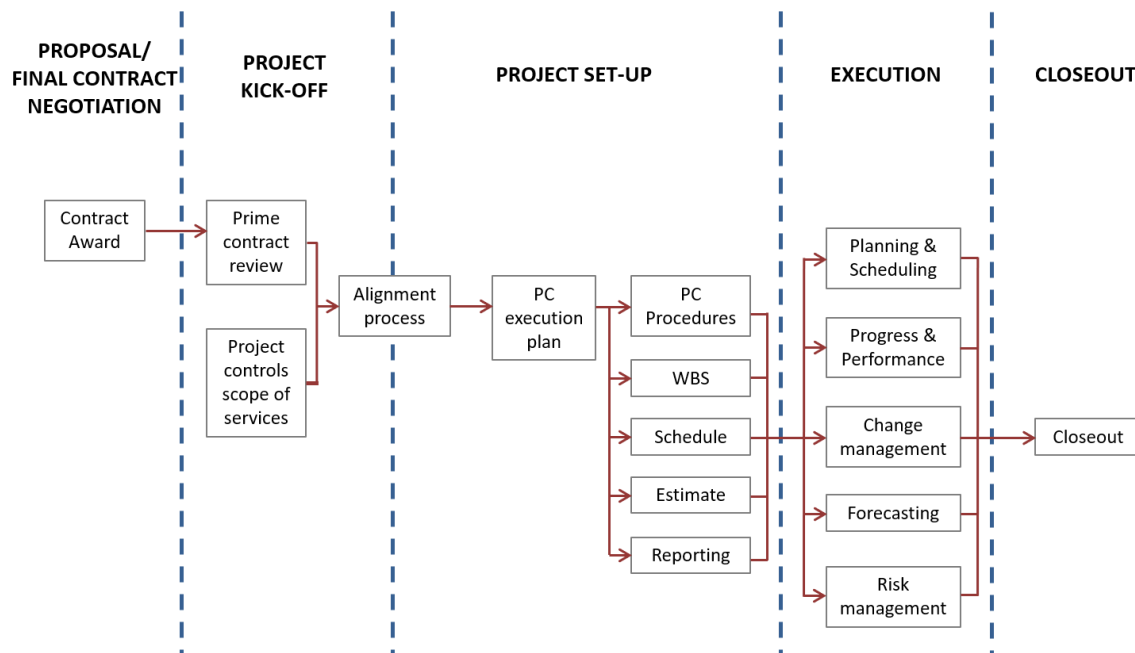 PROPOSAL/
FINAL CONTRACT
NEGOTIATION
PROJECT
KICK-OFF
PROJECT SET-UP
EXECUTION
CLOSEOUT
Contract
Award
Prime
contract
review
Project
controls
scope of
services
Alignment
process
PC
execution
plan
PC
Procedures
WBS
Schedule
Estimate
Reporting
Planning &
Scheduling
Progress &
Performance
Change
management
Forecasting
Risk
management
Closeout